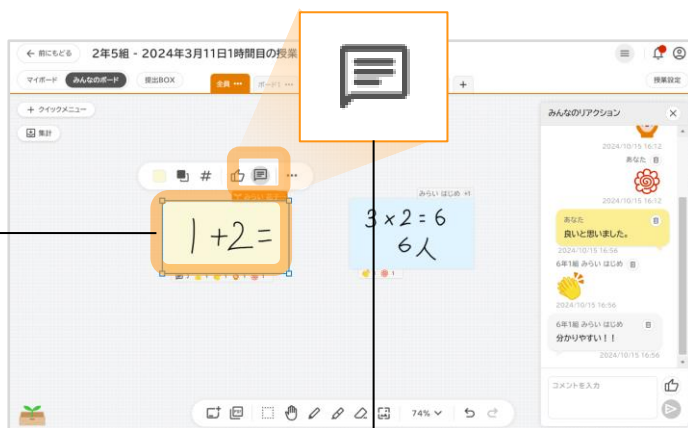 ← 前にもどる
2年5組 - 2024年3月11日1時間目の授業
マイボード
みんなのボード
提出BOX
全員 •••
ボード1 •••
+
授業設定
+ クイックメニュー
集計
#
•••
みらい はじめ +1
1+2=
3×2=6
6人
みんなのリアクション
×
2024/10/15 16:12
あなた
2024/10/15 16:12
あなた
良いと思いました。
2024/10/15 16:56
6年1組 みらい はじめ
2024/10/15 16:56
6年1組 みらい はじめ
分かりやすい！！
2024/10/15 16:56
コメントを入力
PDF
74%